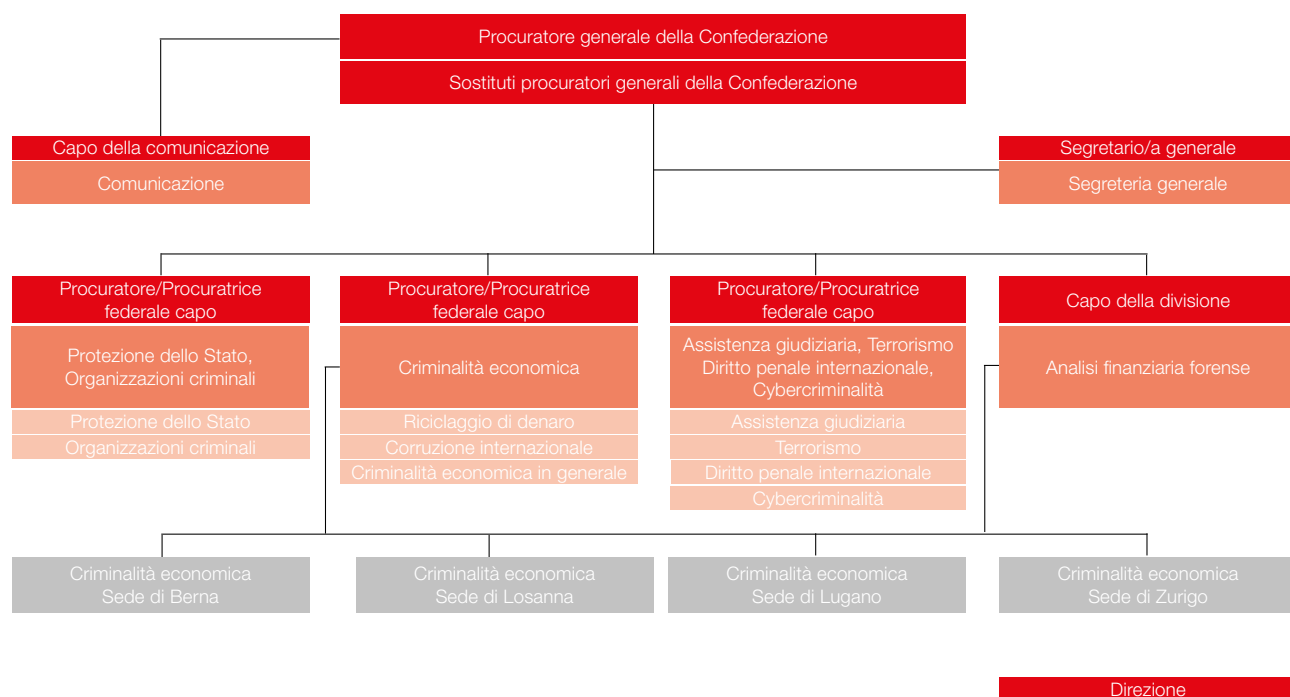 Procuratore generale della Confederazione
Sostituti procuratori generali della Confederazione
Capo della comunicazione
Comunicazione
Segretario/a generale
Segreteria generale
Procuratore/Procuratrice
federale capo
Protezione dello Stato,
Organizzazioni criminali
Protezione dello Stato
Organizzazioni criminali
Procuratore/Procuratrice
federale capo
Criminalità economica
Riciclaggio di denaro
Corruzione internazionale
Criminalità economica in generale
Procuratore/Procuratrice
federale capo
Assistenza giudiziaria, Terrorismo
Diritto penale internazionale,
Cybercriminalità
Assistenza giudiziaria
Terrorismo
Diritto penale internazionale
Cybercriminalità
Capo della divisione
Analisi finanziaria forense
Criminalità economica
Sede di Berna
Criminalità economica
Sede di Losanna
Criminalità economica
Sede di Lugano
Criminalità economica
Sede di Zurigo
Direzione